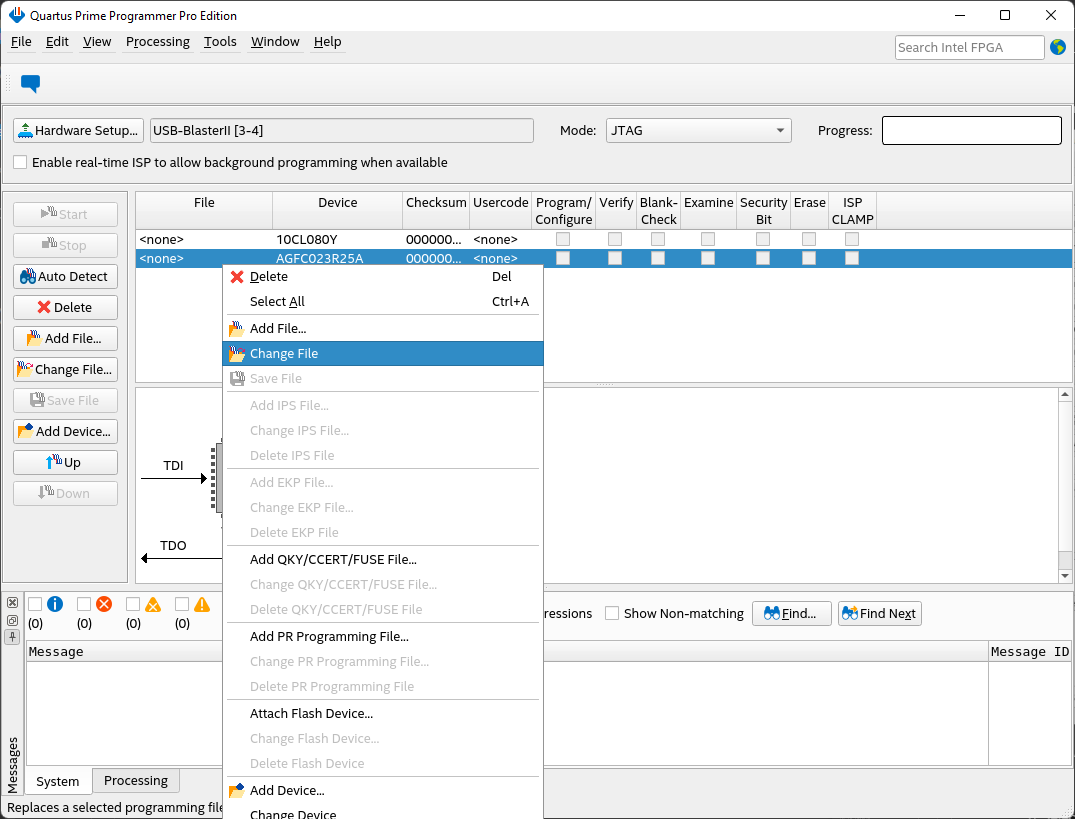 Quartus Prime Programmer Pro Edition
File Edit View Processing Tools Window Help
Search Intel FPGA
Hardware Setup...
USB-BlasterII [3-4]
Mode:
JTAG
Progress:
Enable real-time ISP to allow background programming when available
Start
Stop
Auto Detect
Delete
Add File...
Change File...
Save File
Add Device...
Up
Down
File Device Checksum Usercode Program/ Verify Blank- Examine Security Erase ISP
Configure Check Bit CLAMP
<none> 10CL080Y 000000... <none>
<none> AGFC023R25A 000000... <none>
Delete Del
Select All Ctrl+A
Add File...
Change File
Save File
Add IPS File...
Change IPS File...
Delete IPS File
Add EKP File...
Change EKP File...
Delete EKP File
Add QKY/CCERT/FUSE File...
Change QKY/CCERT/FUSE File...
Delete QKY/CCERT/FUSE File
Add PR Programming File...
Change PR Programming File...
Delete PR Programming File
Attach Flash Device...
Change Flash Device...
Delete Flash Device
Add Device...
Change Device
TDI
TDO
(0) (0) (0) (0)
ressions
Show Non-matching
Find...
Find Next
Message Message ID
Messages
System Processing
Replaces a selected programming file